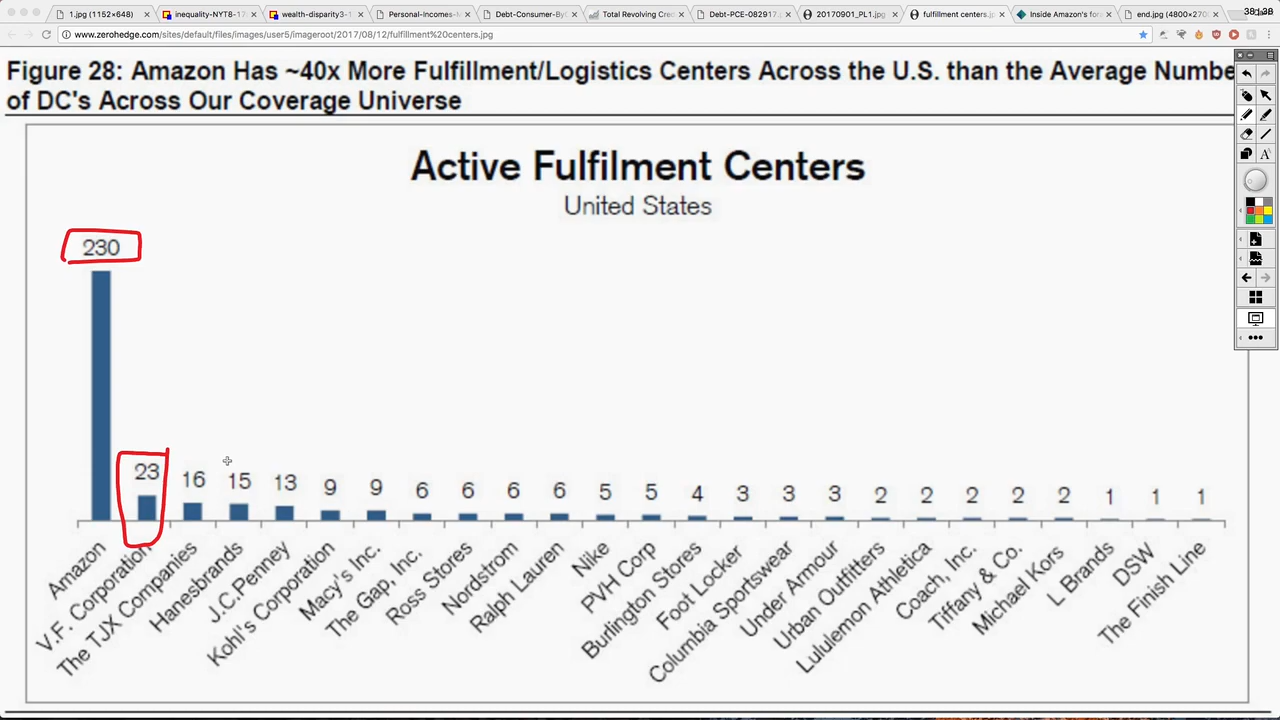 1.jpg (1152×648)
inequality-NYT8-17
wealth-disparity3-1
Personal-Incomes-M
Debt-Consumer-ByC
Total Revolving Cred
Debt-PCE-082917.
20170901_PL1.jpg
fulfillment centers.jp
Inside Amazon's for
end.jpg (4800×270
www.zerohedge.com/sites/default/files/images/user5/imageroot/2017/08/12/fulfillment%20centers.jpg
Figure 28: Amazon Has ~40x More Fulfillment/Logistics Centers Across the U.S. than the Average Numbe
of DC's Across Our Coverage Universe
Active Fulfilment Centers
United States
230
23 16 15 13 9 9 6 6 6 6 5 5 4 3 3 3 2 2 2 2 2 1 1 1
Amazon
V.F. Corporation
The TJX Companies
Hanesbrands
J.C.Penney
Kohl's Corporation
Macy's Inc.
The Gap, Inc.
Ross Stores
Nordstrom
Ralph Lauren
Nike
PVH Corp
Burlington Stores
Foot Locker
Columbia Sportswear
Under Armour
Urban Outfitters
Lululemon Athletica
Coach, Inc.
Tiffany & Co.
Michael Kors
L Brands
DSW
The Finish Line